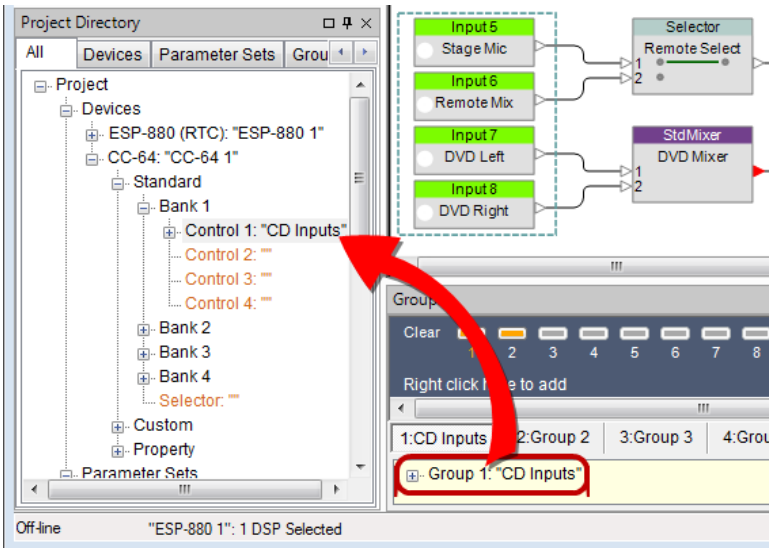 Project Directory
All
Devices
Parameter Sets
Grou
Project
Devices
ESP-880 (RTC): "ESP-880 1"
CC-64: "CC-64 1"
Standard
Bank 1
Control 1: "CD Inputs"
Control 2: ""
Control 3: ""
Control 4: ""
Bank 2
Bank 3
Bank 4
Selector: ""
Custom
Property
Parameter Sets
Input 5
Stage Mic
Input 6
Remote Mix
Input 7
DVD Left
Input 8
DVD Right
Selector
Remote Select
1
2
StdMixer
DVD Mixer
1
2
Group
Clear
1 2 3 4 5 6 7 8
Right click here to add
1:CD Inputs
2:Group 2
3:Group 3
4:Grou
Group 1: "CD Inputs"
Off-line
"ESP-880 1": 1 DSP Selected